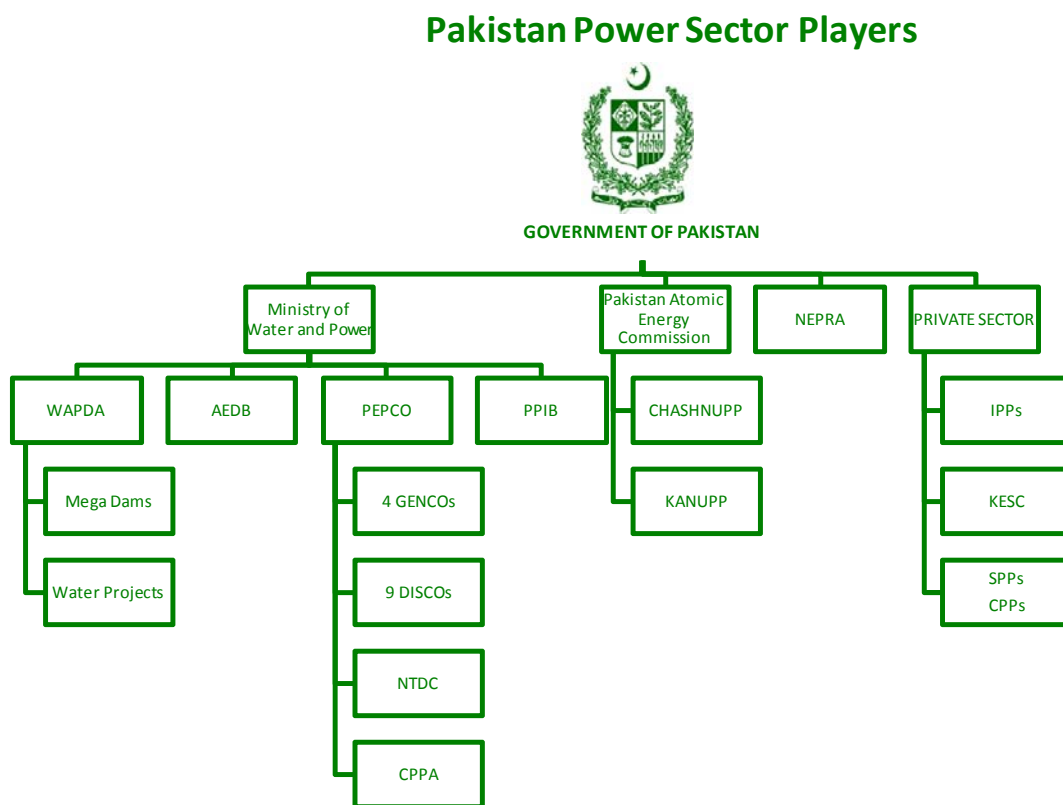 Pakistan Power Sector Players
GOVERNMENT OF PAKISTAN
Ministry of
Water and Power
Pakistan Atomic
Energy
Commission
NEPRA
PRIVATE SECTOR
WAPDA
AEDB
PEPCO
PPIB
CHASHNUPP
IPPs
Mega Dams
4 GENCOs
KANUPP
KESC
Water Projects
9 DISCOs
SPPs
CPPs
NTDC
CPPA